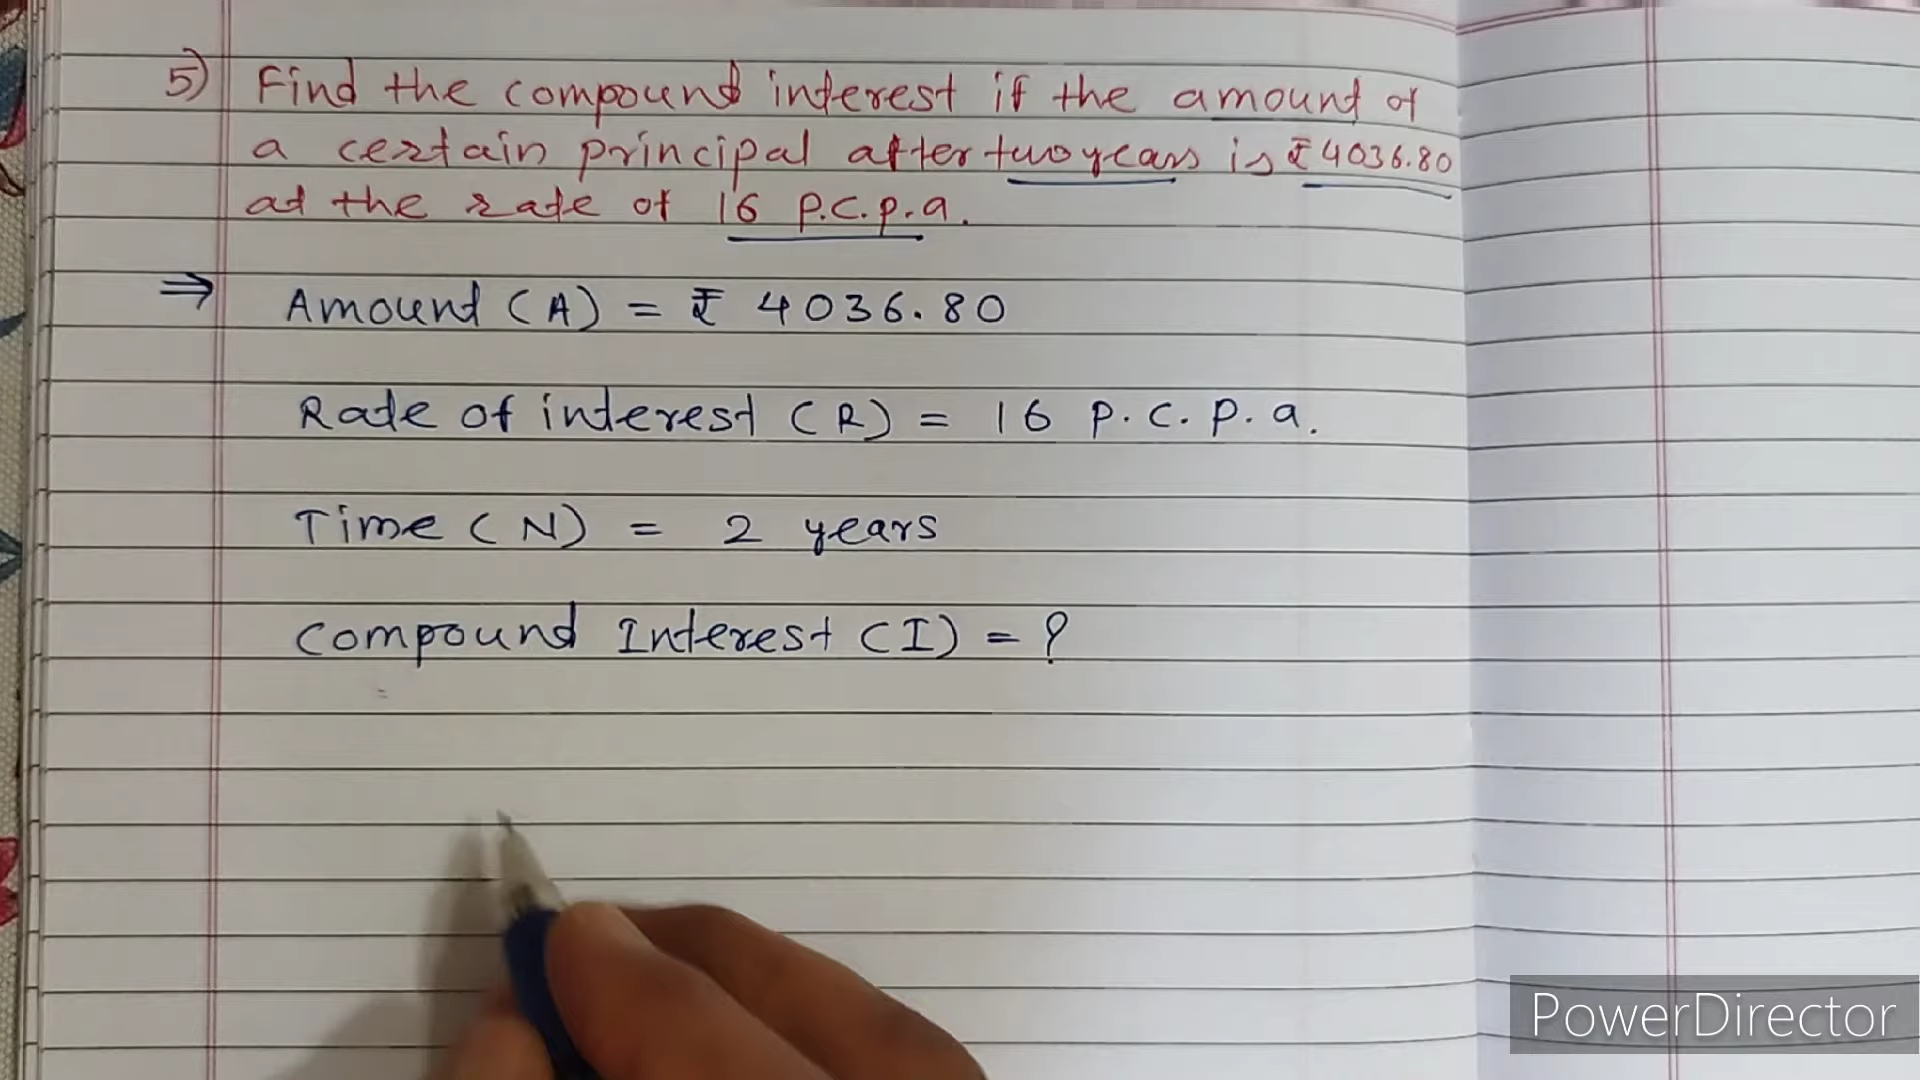 5) Find the compound interest if the amount of
a certain principal after two years is ₹ 4036.80
at the rate of 16 p.c.p.a.
⇒ Amount (A) = ₹ 4036.80
Rate of interest (R) = 16 p.c.p.a.
Time (N) = 2 years
Compound Interest (I) = ?
PowerDirector